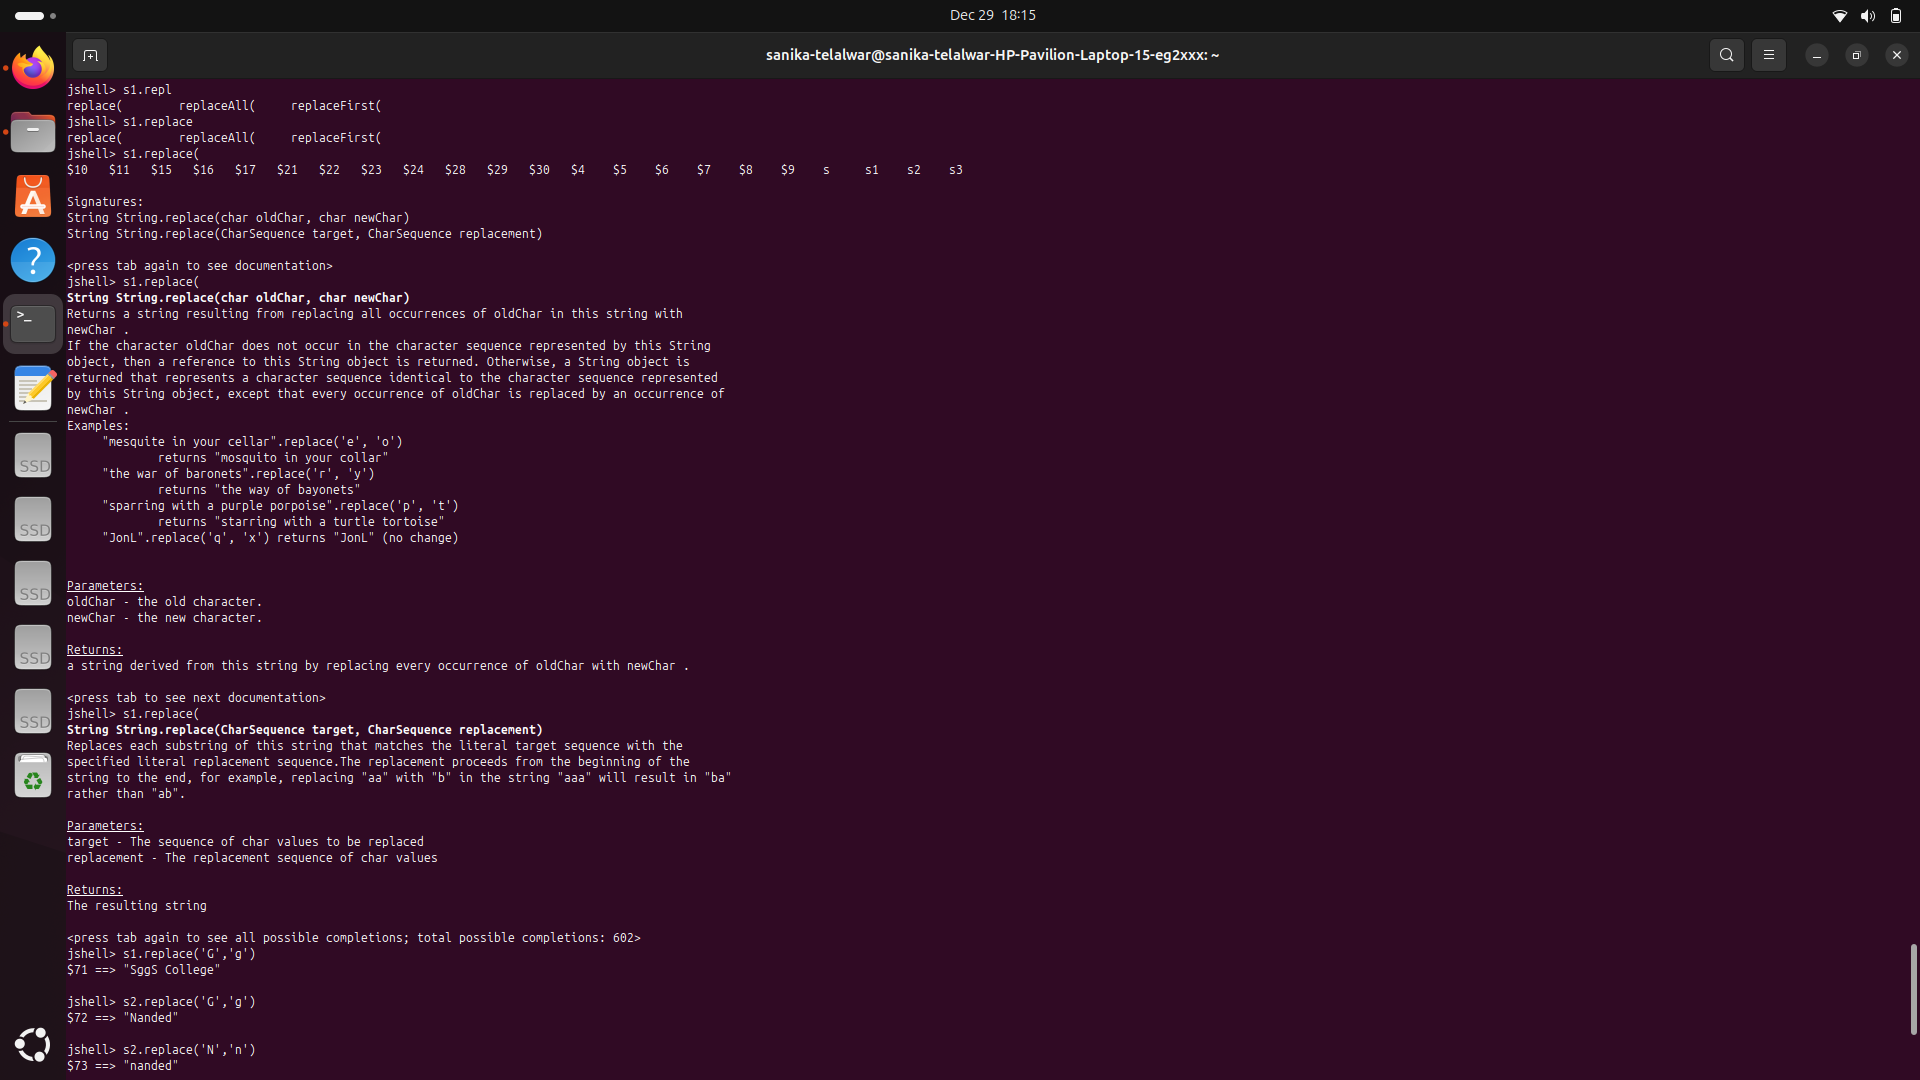 Dec 29 18:15
sanika-telalwar@sanika-telalwar-HP-Pavilion-Laptop-15-eg2xxx: ~
jshell> s1.repl
replace(        replaceAll(     replaceFirst(
jshell> s1.replace
replace(        replaceAll(     replaceFirst(
jshell> s1.replace(
$10   $11   $15   $16   $17   $21   $22   $23   $24   $28   $29   $30   $4    $5    $6    $7    $8    $9    s     s1    s2    s3
Signatures:
String String.replace(char oldChar, char newChar)
String String.replace(CharSequence target, CharSequence replacement)
<press tab again to see documentation>
jshell> s1.replace(
String String.replace(char oldChar, char newChar)
Returns a string resulting from replacing all occurrences of oldChar in this string with
newChar .
If the character oldChar does not occur in the character sequence represented by this String
object, then a reference to this String object is returned. Otherwise, a String object is
returned that represents a character sequence identical to the character sequence represented
by this String object, except that every occurrence of oldChar is replaced by an occurrence of
newChar .
Examples:
"mesquite in your cellar".replace('e', 'o')
returns "mosquito in your collar"
"the war of baronets".replace('r', 'y')
returns "the way of bayonets"
"sparring with a purple porpoise".replace('p', 't')
returns "starring with a turtle tortoise"
"JonL".replace('q', 'x') returns "JonL" (no change)
Parameters:
oldChar - the old character.
newChar - the new character.
Returns:
a string derived from this string by replacing every occurrence of oldChar with newChar .
<press tab to see next documentation>
jshell> s1.replace(
String String.replace(CharSequence target, CharSequence replacement)
Replaces each substring of this string that matches the literal target sequence with the
specified literal replacement sequence.The replacement proceeds from the beginning of the
string to the end, for example, replacing "aa" with "b" in the string "aaa" will result in "ba"
rather than "ab".
Parameters:
target - The sequence of char values to be replaced
replacement - The replacement sequence of char values
Returns:
The resulting string
<press tab again to see all possible completions; total possible completions: 602>
jshell> s1.replace('G','g')
$71 ==> "SggS College"
jshell> s2.replace('G','g')
$72 ==> "Nanded"
jshell> s2.replace('N','n')
$73 ==> "nanded"
A
?
>_
SSD
SSD
SSD
SSD
SSD